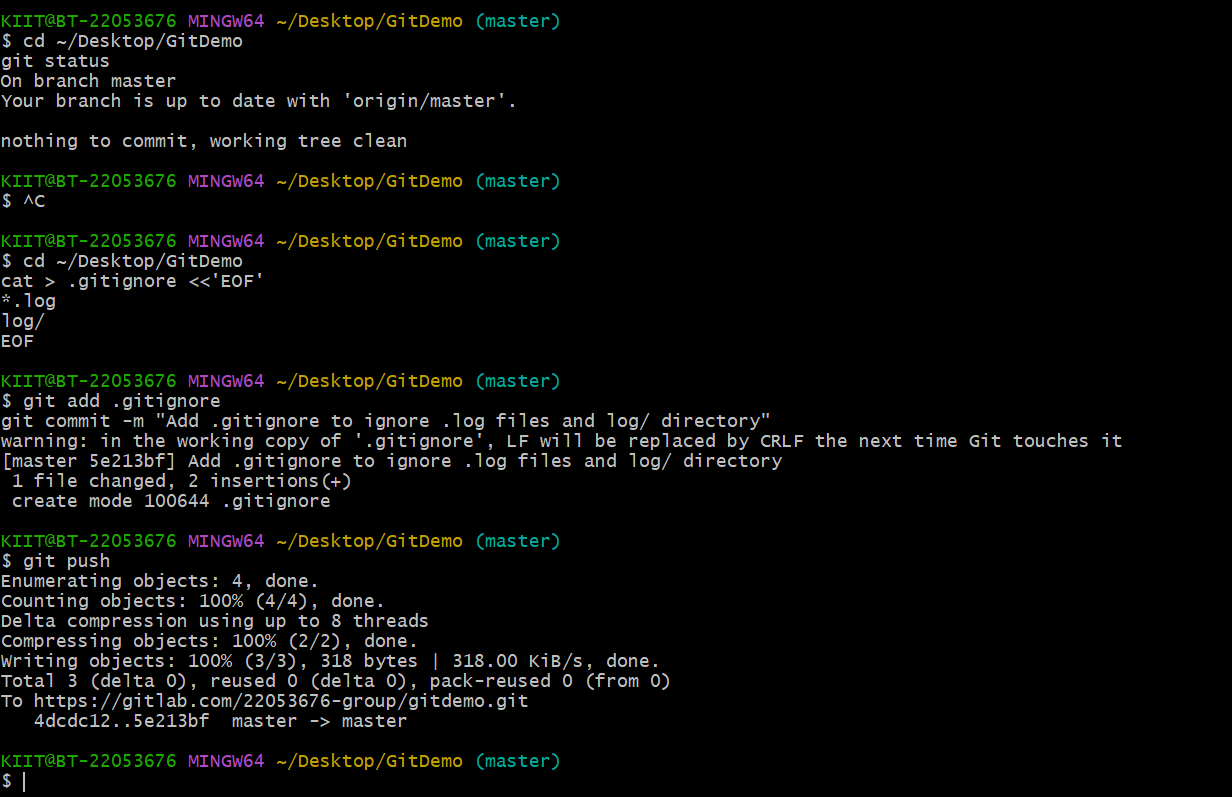 KIIT@BT-22053676 MINGW64 ~/Desktop/GitDemo (master)
$ cd ~/Desktop/GitDemo
git status
On branch master
Your branch is up to date with 'origin/master'.
nothing to commit, working tree clean
KIIT@BT-22053676 MINGW64 ~/Desktop/GitDemo (master)
$ ^C
KIIT@BT-22053676 MINGW64 ~/Desktop/GitDemo (master)
$ cd ~/Desktop/GitDemo
cat > .gitignore <<'EOF'
*.log
log/
EOF
KIIT@BT-22053676 MINGW64 ~/Desktop/GitDemo (master)
$ git add .gitignore
git commit -m "Add .gitignore to ignore .log files and log/ directory"
warning: in the working copy of '.gitignore', LF will be replaced by CRLF the next time Git touches it
[master 5e213bf] Add .gitignore to ignore .log files and log/ directory
 1 file changed, 2 insertions(+)
 create mode 100644 .gitignore
KIIT@BT-22053676 MINGW64 ~/Desktop/GitDemo (master)
$ git push
Enumerating objects: 4, done.
Counting objects: 100% (4/4), done.
Delta compression using up to 8 threads
Compressing objects: 100% (2/2), done.
Writing objects: 100% (3/3), 318 bytes | 318.00 KiB/s, done.
Total 3 (delta 0), reused 0 (delta 0), pack-reused 0 (from 0)
To https://gitlab.com/22053676-group/gitdemo.git
   4dcdc12..5e213bf  master -> master
KIIT@BT-22053676 MINGW64 ~/Desktop/GitDemo (master)
$